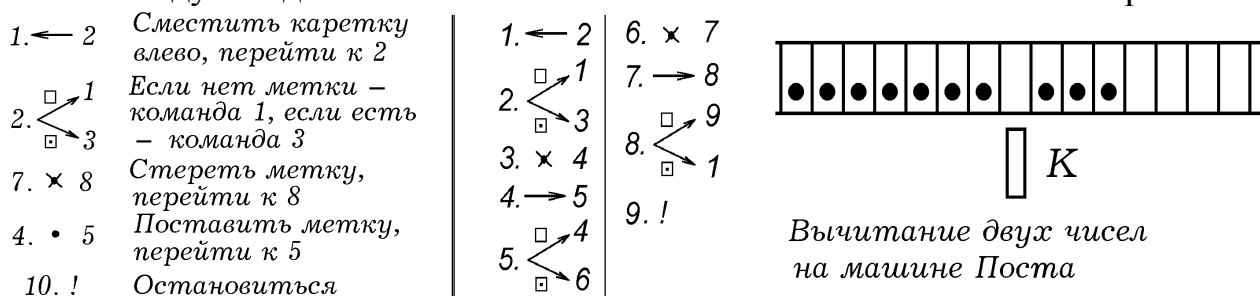 1. ← 2 Сместить каретку
влево, перейти к 2
2. □ 1 Если нет метки –
команда 1, если есть
⊡ 3 – команда 3
7. × 8 Стереть метку,
перейти к 8
4. • 5 Поставить метку,
перейти к 5
10. ! Остановиться
1. ← 2
2. □ 1
⊡ 3
3. × 4
4. → 5
5. □ 4
⊡ 6
6. × 7
7. → 8
8. □ 9
⊡ 1
9. !
К
Вычитание двух чисел
на машине Поста